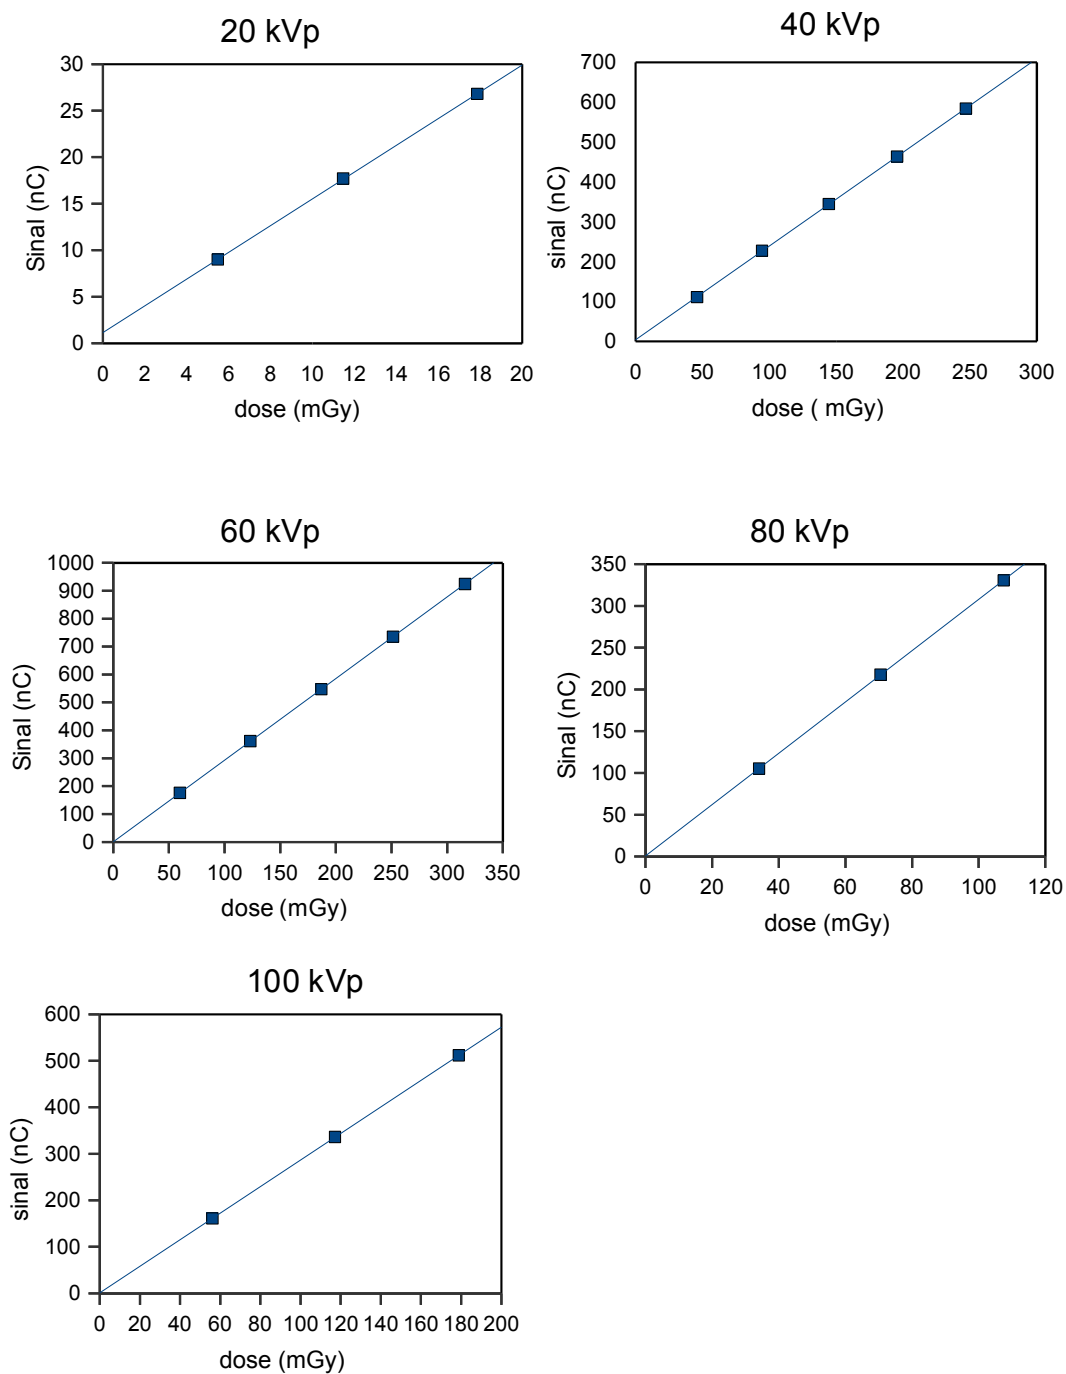 20 kVp
30
25
20
15
10
5
0
Sinal (nC)
0 2 4 6 8 10 12 14 16 18 20
dose (mGy)
40 kVp
700
600
500
400
300
200
100
0
sinal (nC)
0 50 100 150 200 250 300
dose ( mGy)
60 kVp
1000
900
800
700
600
500
400
300
200
100
0
Sinal (nC)
0 50 100 150 200 250 300 350
dose (mGy)
80 kVp
350
300
250
200
150
100
50
0
Sinal (nC)
0 20 40 60 80 100 120
dose (mGy)
100 kVp
600
500
400
300
200
100
0
sinal (nC)
0 20 40 60 80 100 120 140 160 180 200
dose (mGy)